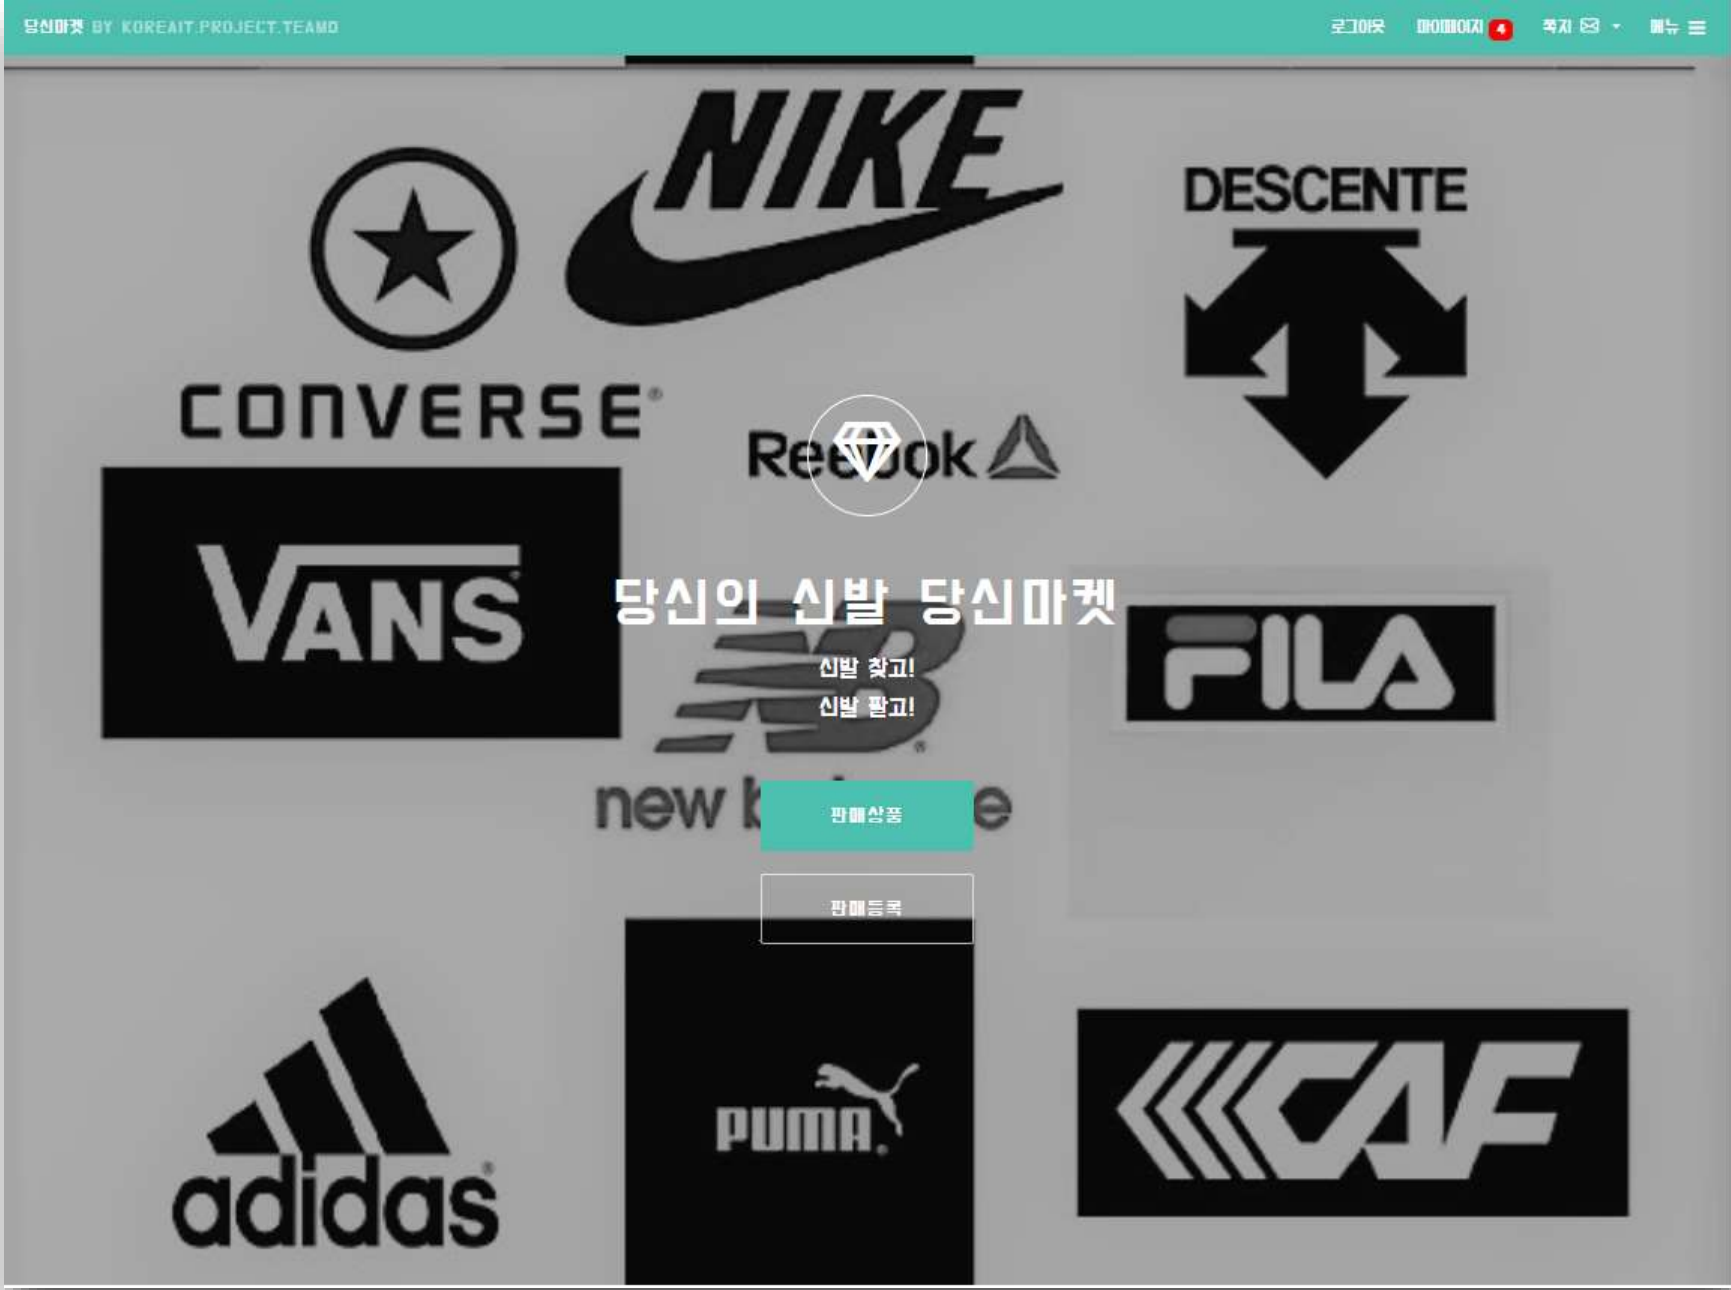 당신마켓 BY KOREAIT.PROJECT.TEAMD
로그아웃 마이페이지 4 쪽지 메뉴
NIKE
DESCENTE
CONVERSE®
Reebok
VANS®
당신의 신발 당신마켓
FILA
신발 찾고!
신발 팔고!
new b e
판매상품
판매등록
adidas®
PUMA®
CAF